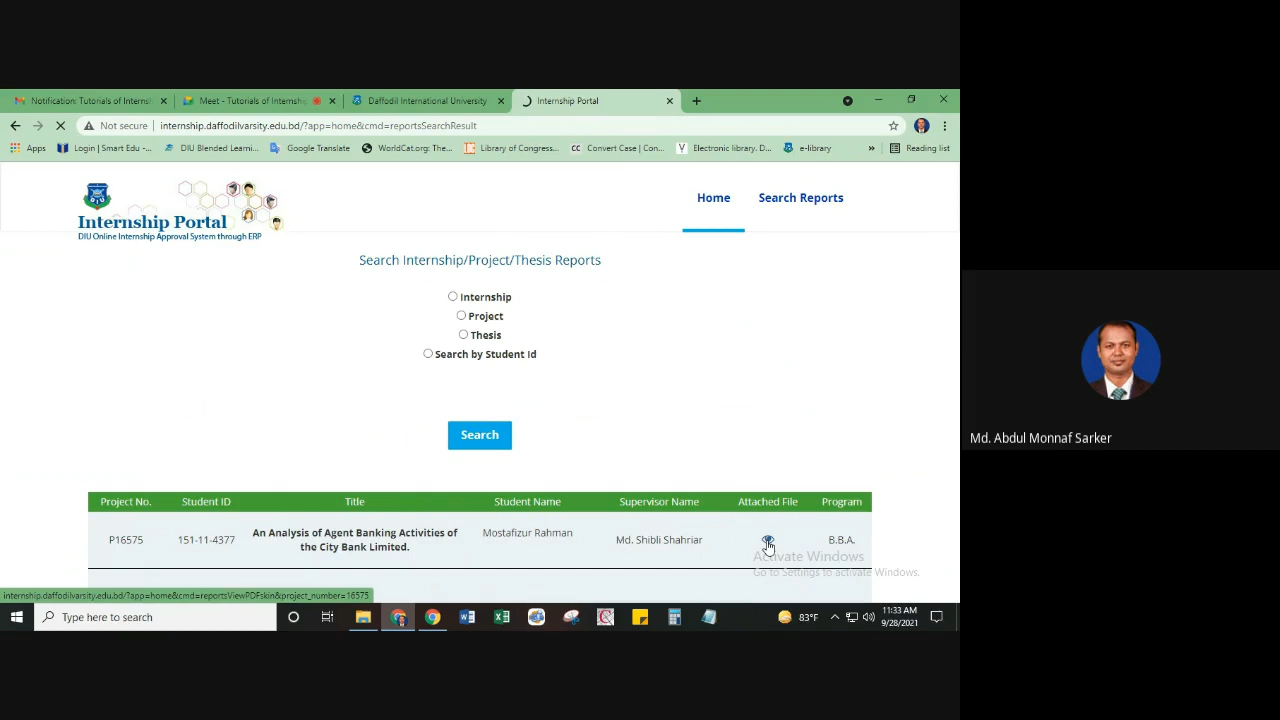 Notification: Tutorials of Internsh
Meet - Tutorials of Internship
Daffodil International University
Internship Portal
Not secure
internship.daffodilvarsity.edu.bd/?app=home&cmd=reportsSearchResult
Apps
Login | Smart Edu -...
DIU Blended Learni...
Google Translate
WorldCat.org: The...
Library of Congress...
CC Convert Case | Con...
Electronic library. D...
e-library
»
Reading list
Internship Portal
DIU Online Internship Approval System through ERP
Home
Search Reports
Search Internship/Project/Thesis Reports
Internship
Project
Thesis
Search by Student Id
Search
Project No. Student ID Title Student Name Supervisor Name Attached File Program
P16575 151-11-4377 An Analysis of Agent Banking Activities of the City Bank Limited. Mostafizur Rahman Md. Shibli Shahriar B.B.A.
Activate Windows
Go to Settings to activate Windows.
internship.daffodilvarsity.edu.bd/?app=home&cmd=reportsViewPDFskin&project_number=16575
Type here to search
83°F
11:33 AM
9/28/2021
Md. Abdul Monnaf Sarker